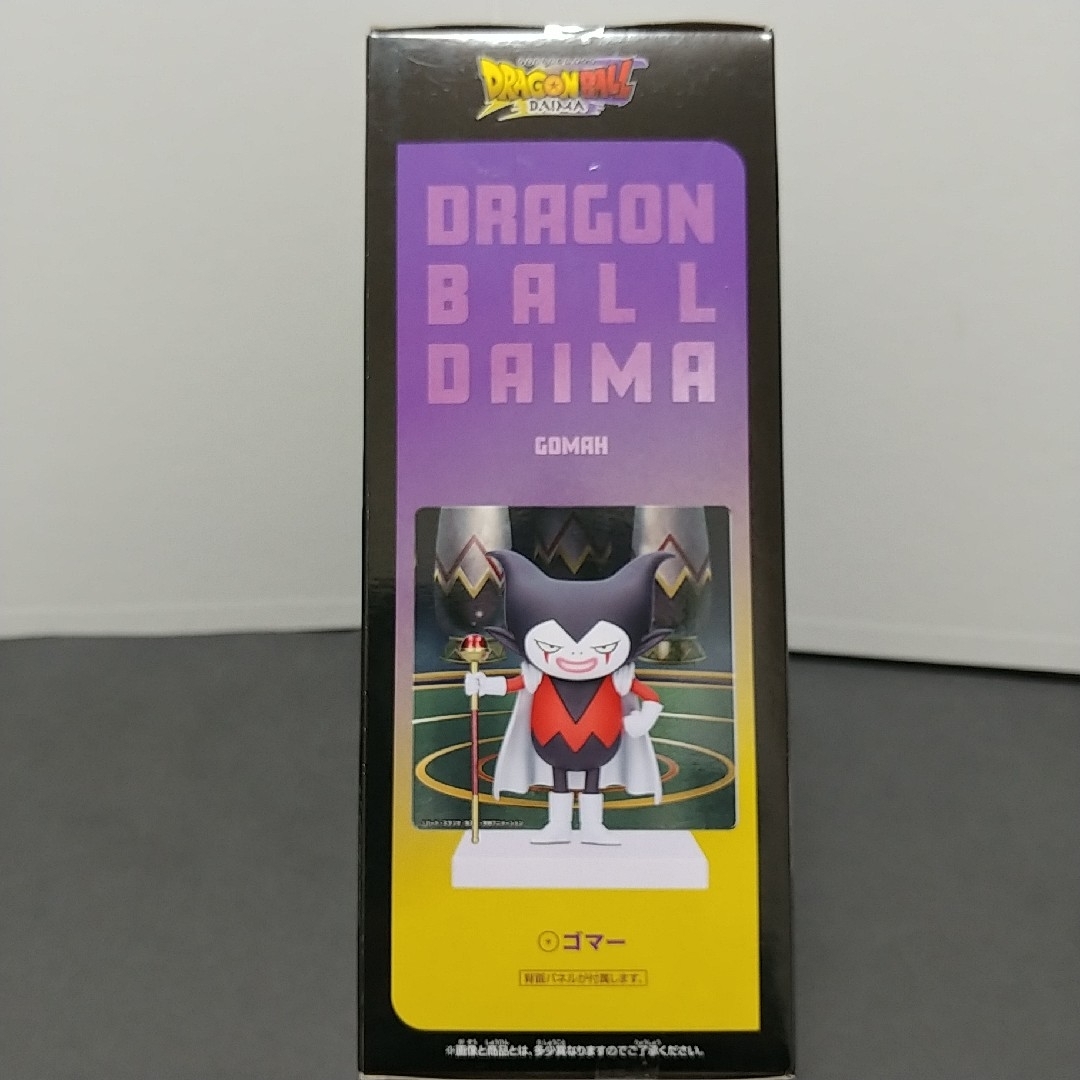 DRAGON BALL
DAIMA
DRAGON
BALL
DAIMA
GOMAH
ゴマー
背面パネルが付属します。
※画像と商品とは、多少異なりますのでご了承ください。